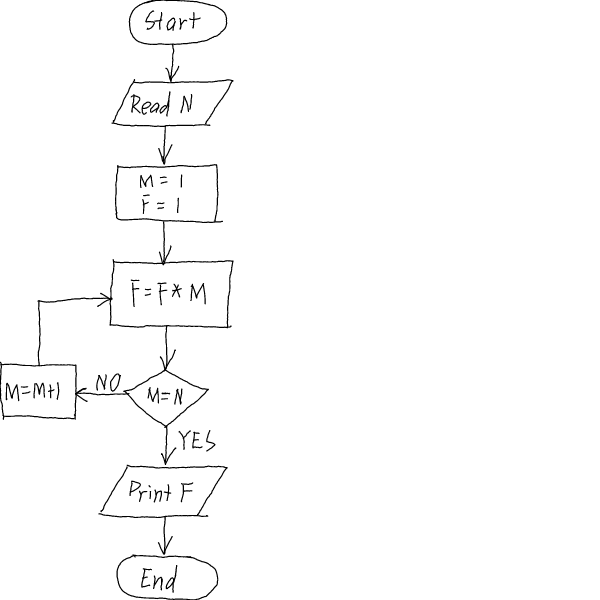 Start
Read N
M = 1
F = 1
F=F*M
M=M+1
NO
M=N
YES
Print F
End